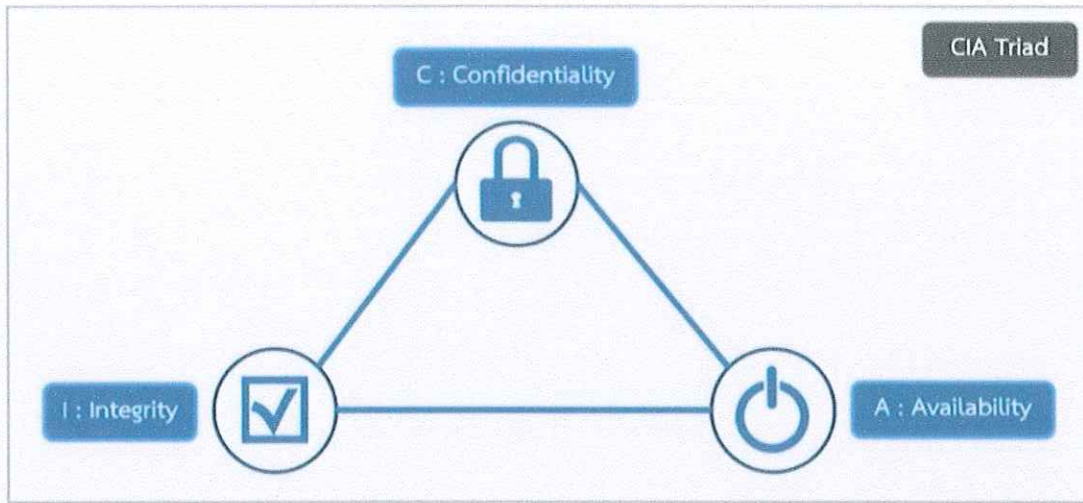 CIA Triad
C : Confidentiality
I : Integrity
A : Availability